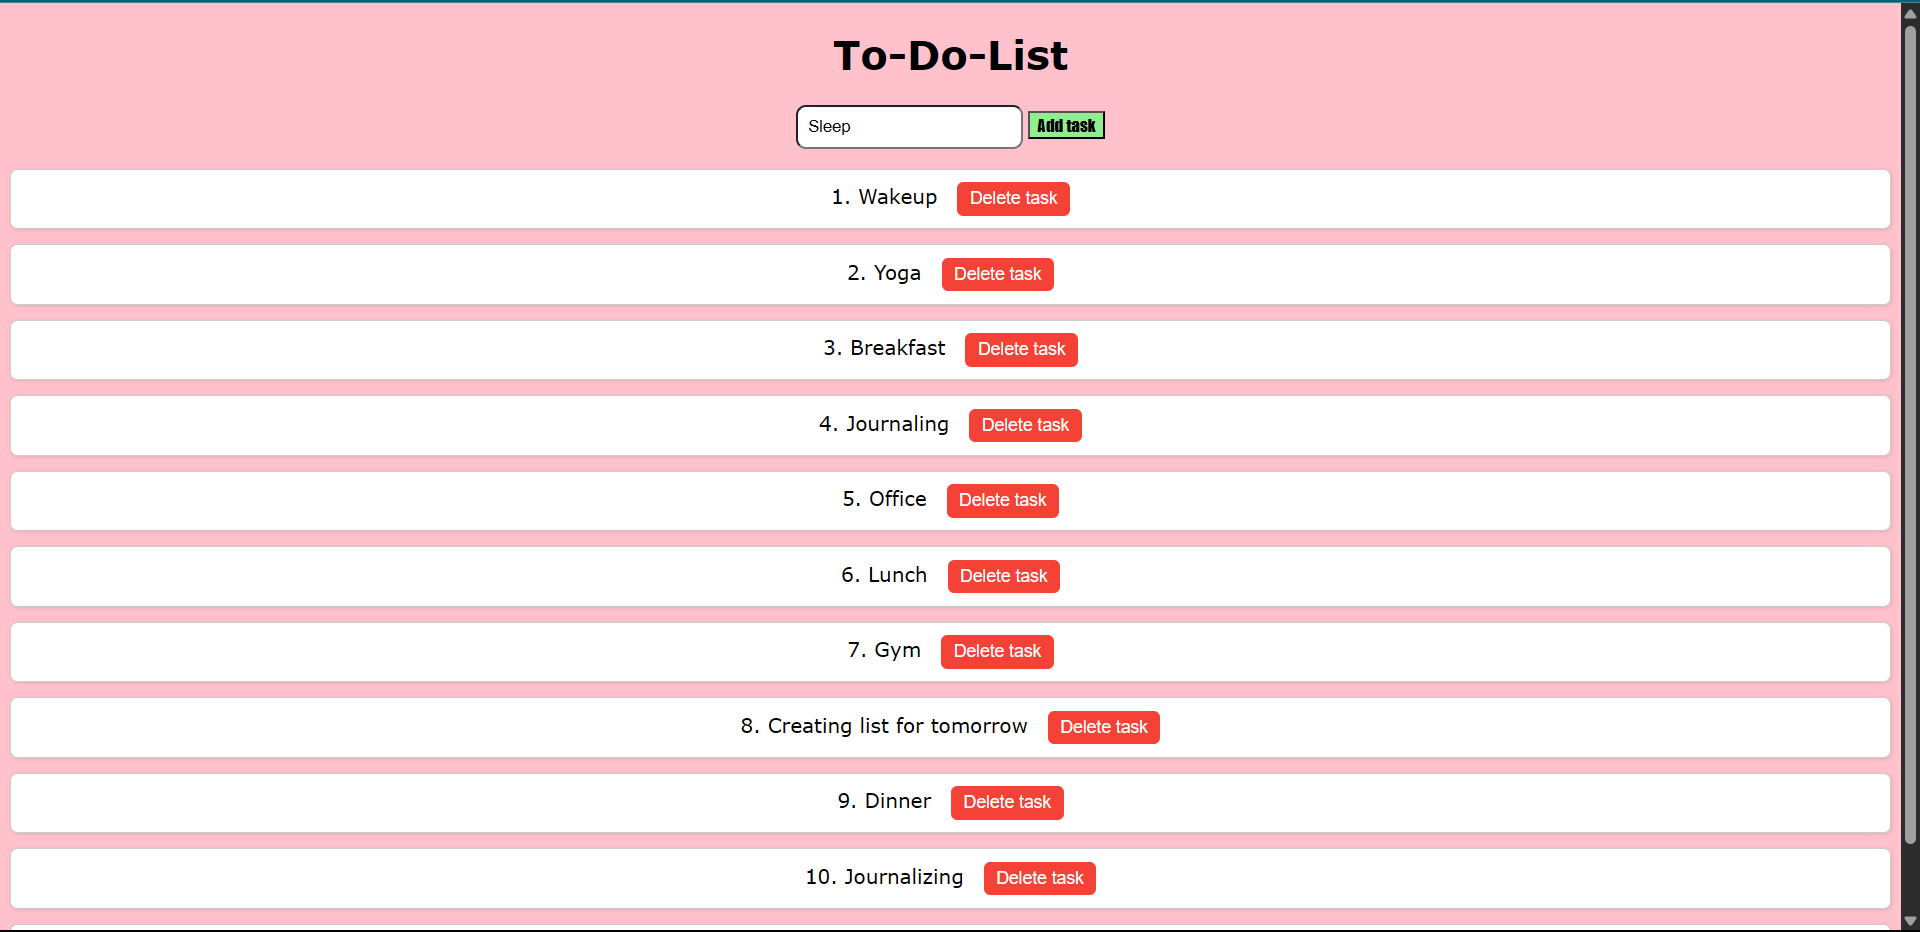 To-Do-List
Sleep Add task
1. Wakeup Delete task
2. Yoga Delete task
3. Breakfast Delete task
4. Journaling Delete task
5. Office Delete task
6. Lunch Delete task
7. Gym Delete task
8. Creating list for tomorrow Delete task
9. Dinner Delete task
10. Journalizing Delete task